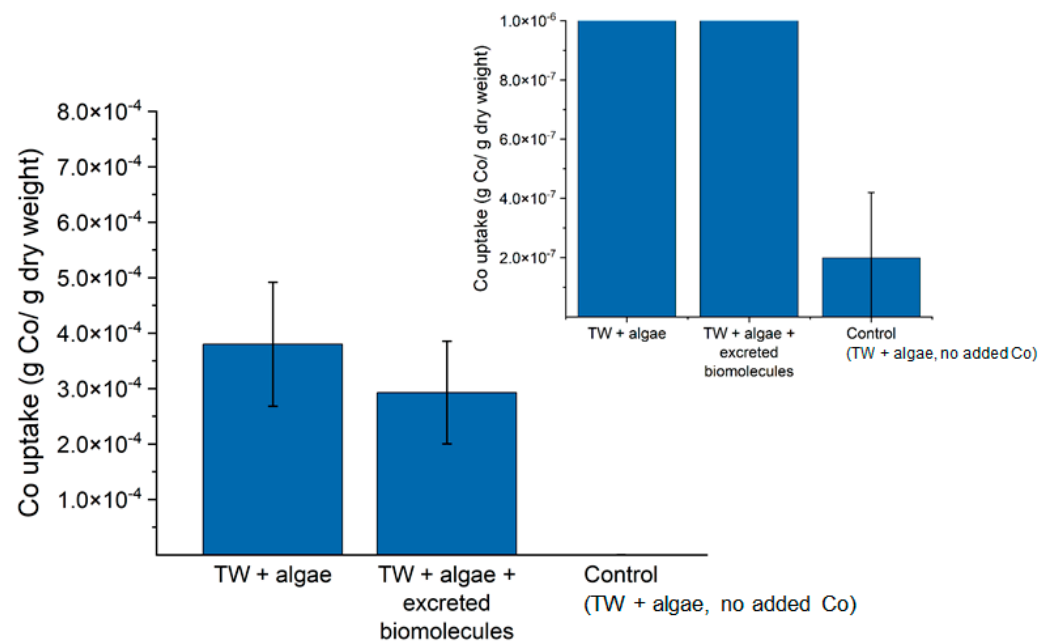 Co uptake (g Co/ g dry weight)
8.0×10⁻⁴
7.0×10⁻⁴
6.0×10⁻⁴
5.0×10⁻⁴
4.0×10⁻⁴
3.0×10⁻⁴
2.0×10⁻⁴
1.0×10⁻⁴
TW + algae
TW + algae +
excreted
biomolecules
Control
(TW + algae, no added Co)
Co uptake (g Co/ g dry weight)
1.0×10⁻⁶
8.0×10⁻⁷
6.0×10⁻⁷
4.0×10⁻⁷
2.0×10⁻⁷
TW + algae
TW + algae +
excreted
biomolecules
Control
(TW + algae, no added Co)